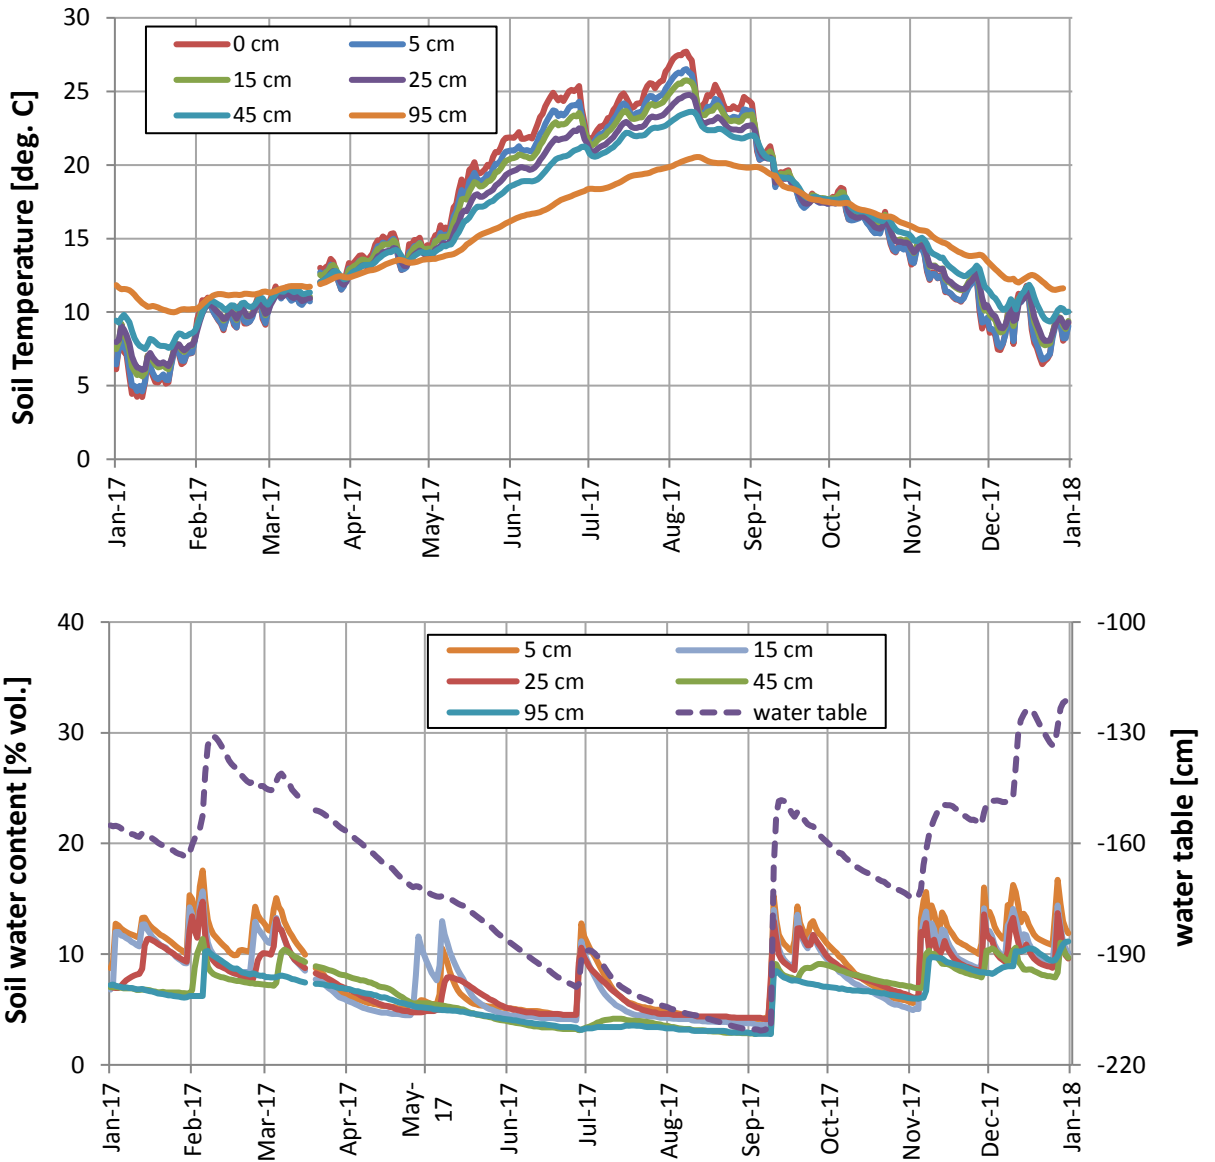 Soil Temperature [deg. C]
30
25
20
15
10
5
0
0 cm 5 cm
15 cm 25 cm
45 cm 95 cm
Jan-17 Feb-17 Mar-17 Apr-17 May-17 Jun-17 Jul-17 Aug-17 Sep-17 Oct-17 Nov-17 Dec-17 Jan-18
Soil water content [% vol.]
40
30
20
10
0
5 cm 15 cm
25 cm 45 cm
95 cm water table
-100
-130
-160
-190
-220
water table [cm]
Jan-17 Feb-17 Mar-17 Apr-17 May-17 Jun-17 Jul-17 Aug-17 Sep-17 Oct-17 Nov-17 Dec-17 Jan-18